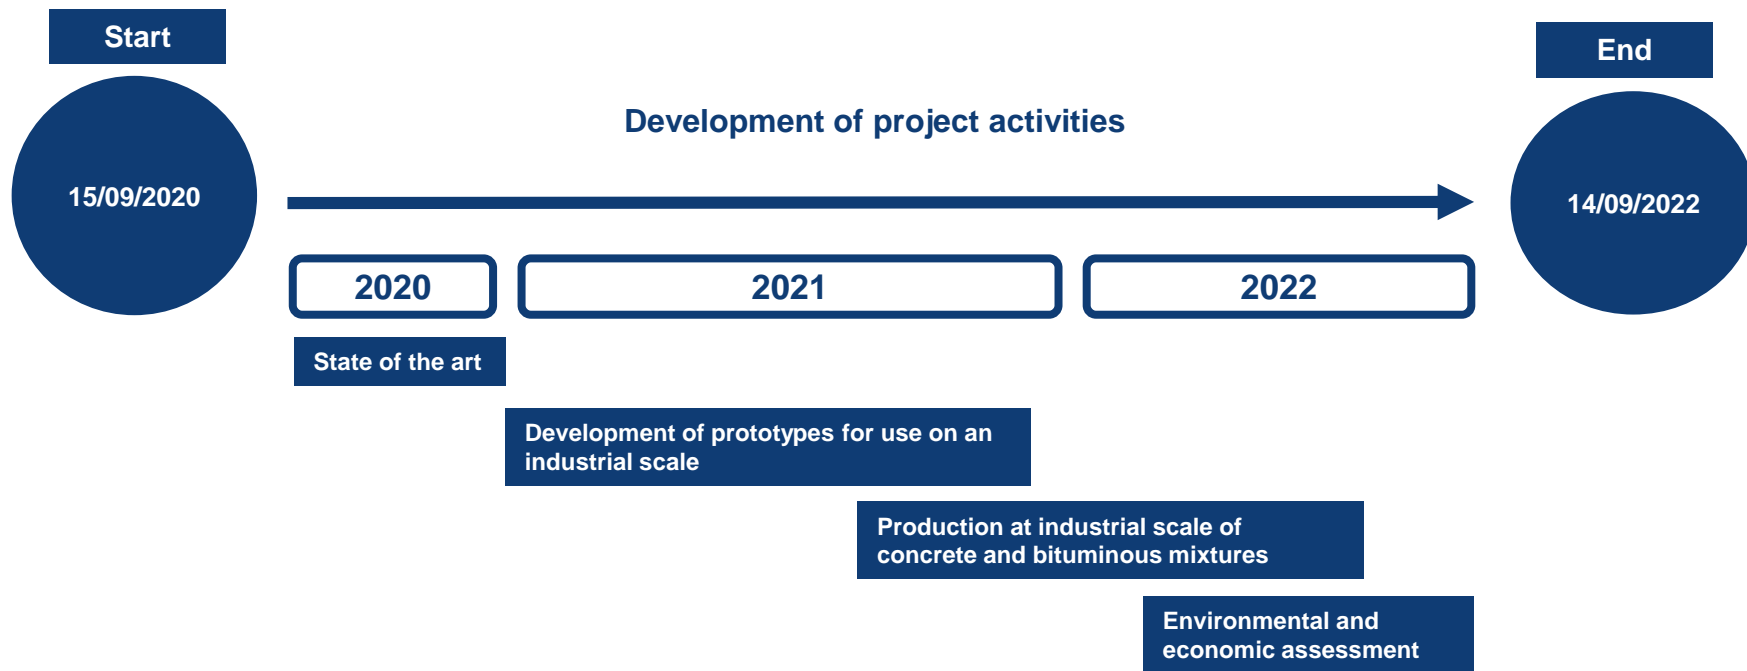 Start
End
Development of project activities
15/09/2020
14/09/2022
2020
2021
2022
State of the art
Development of prototypes for use on an
industrial scale
Production at industrial scale of
concrete and bituminous mixtures
Environmental and
economic assessment